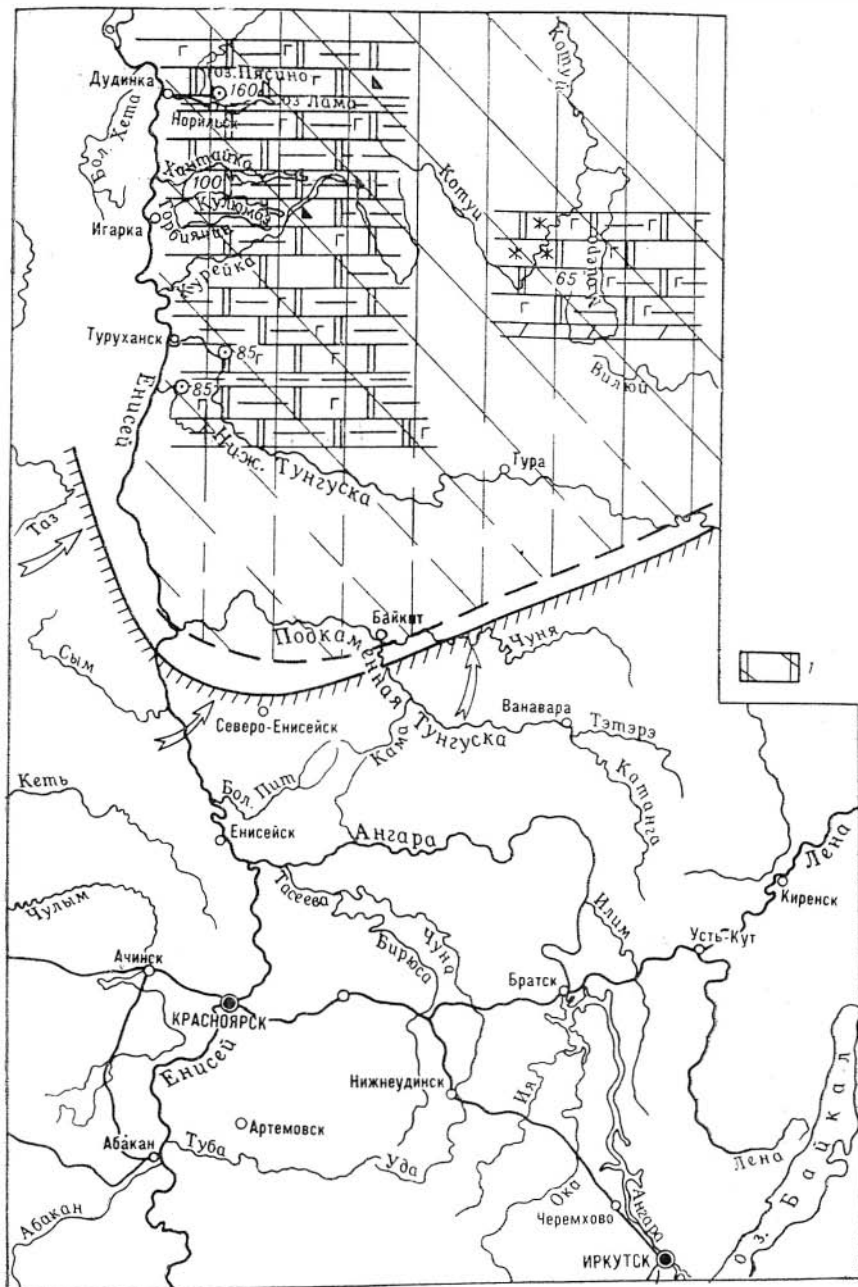 Котуй
оз. Пясино
Г
Дудинка
160
оз Лама
Норильск
Бол. Хета
Хантайка
100
Кулюмбэ
Горбиячин
Игарка
Курейка
Котуй
65
Мойеро
Туруханск
85
Г
85
Вилюй
Енисей
Ниж. Тунгуска
Тура
Таз
Байкит
Подкаменная Тунгуска
Чуня
Сым
1
Северо-Енисейск
Ванавара
Тэтэрэ
Кама
Катанга
Кеть
Бол. Пит
Енисейск
Ангара
Лена
Киренск
Тасеева
Чулым
Чуна
Илим
Бирюса
Усть-Кут
Ачинск
Братск
КРАСНОЯРСК
Енисей
Нижнеудинск
Ия
Артемовск
Абакан
Туба
Уда
Лена
оз. Байкал
Ока
Ангара
Абакан
Черемхово
ИРКУТСК